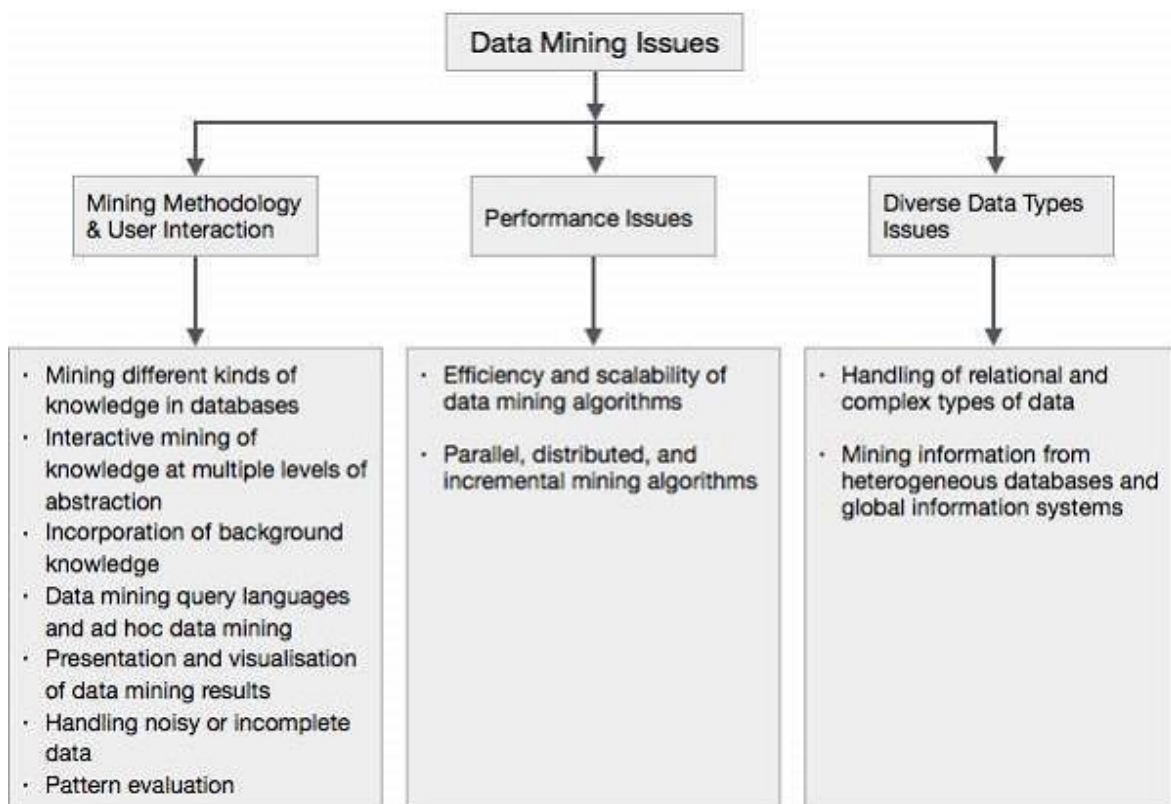 Data Mining Issues
Mining Methodology
& User Interaction
Performance Issues
Diverse Data Types
Issues
· Mining different kinds of
knowledge in databases
· Interactive mining of
knowledge at multiple levels of
abstraction
· Incorporation of background
knowledge
· Data mining query languages
and ad hoc data mining
· Presentation and visualisation
of data mining results
· Handling noisy or incomplete
data
· Pattern evaluation
· Efficiency and scalability of
data mining algorithms
· Parallel, distributed, and
incremental mining algorithms
· Handling of relational and
complex types of data
· Mining information from
heterogeneous databases and
global information systems